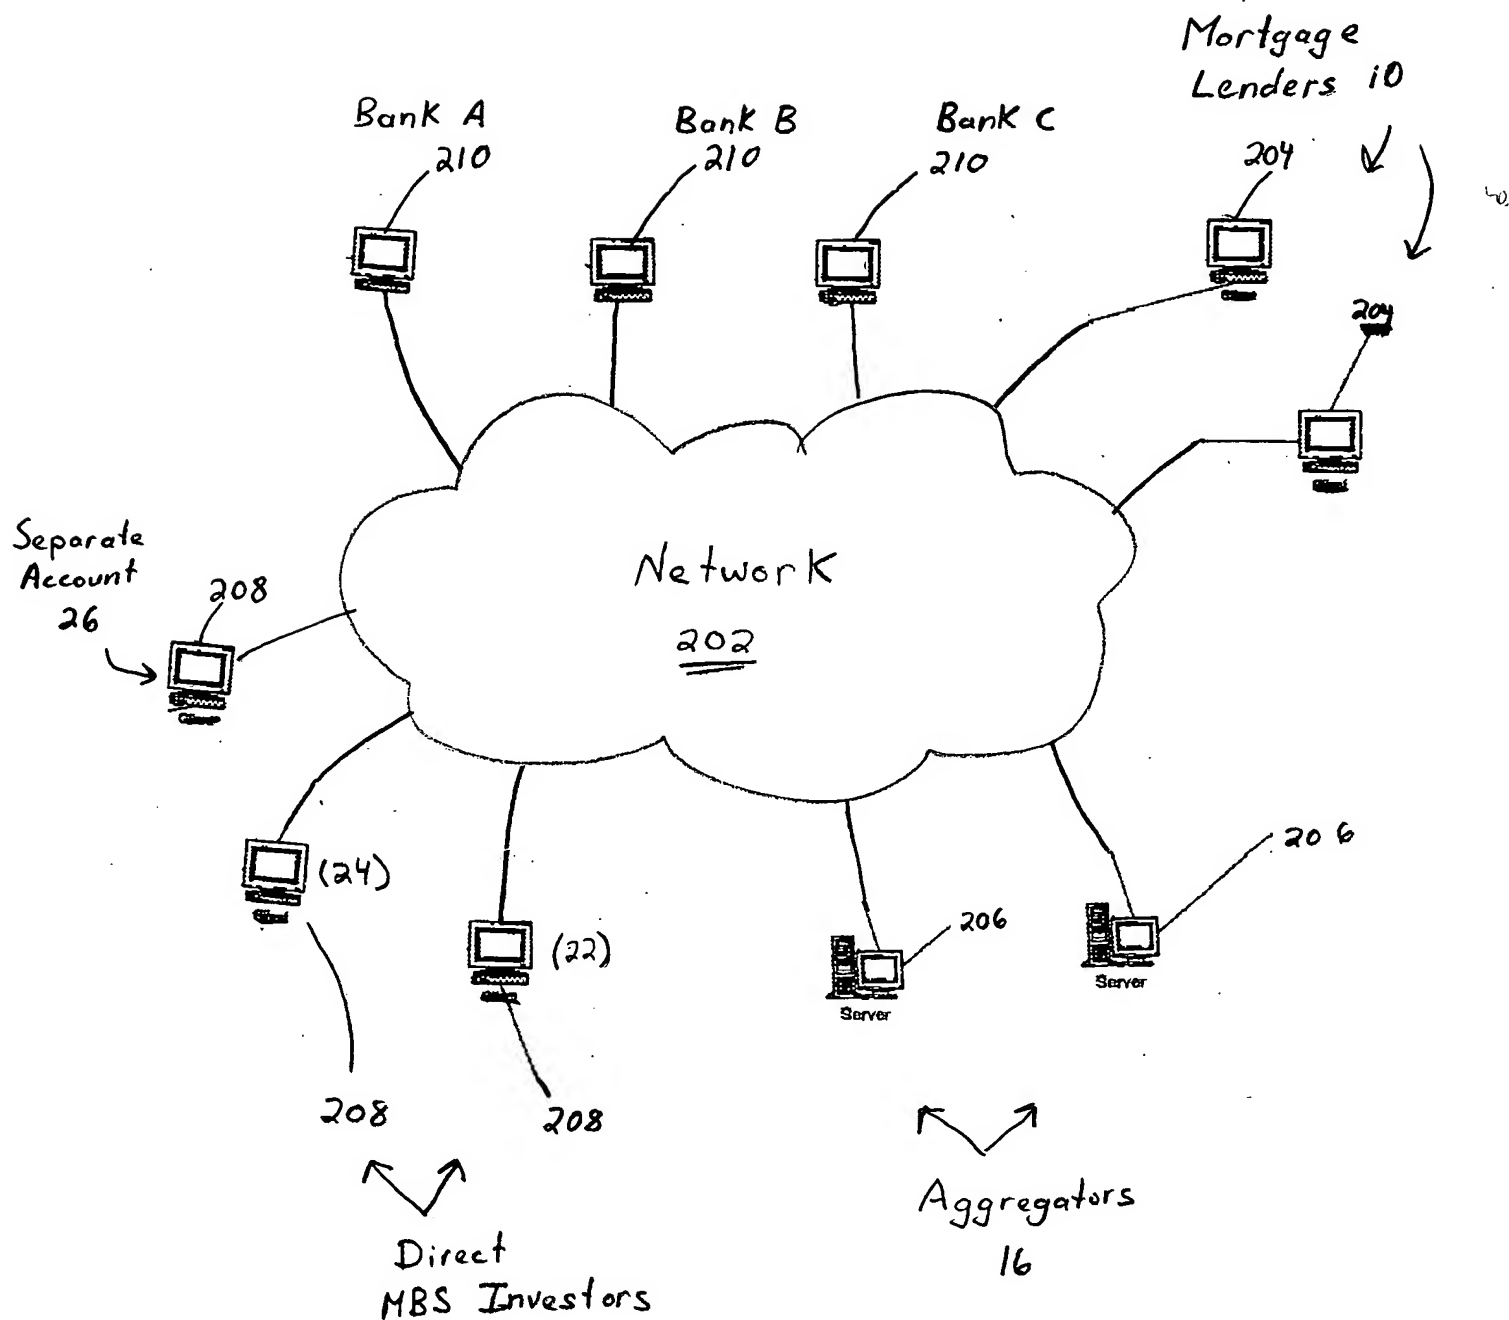 Mortgage
Lenders 10
Bank A
210
Bank B
210
Bank C
210
204
204
Separate
Account
26
208
Network
202
(24)
(22)
206
206
Server
Server
208
208
Direct
MBS Investors
Aggregators
16